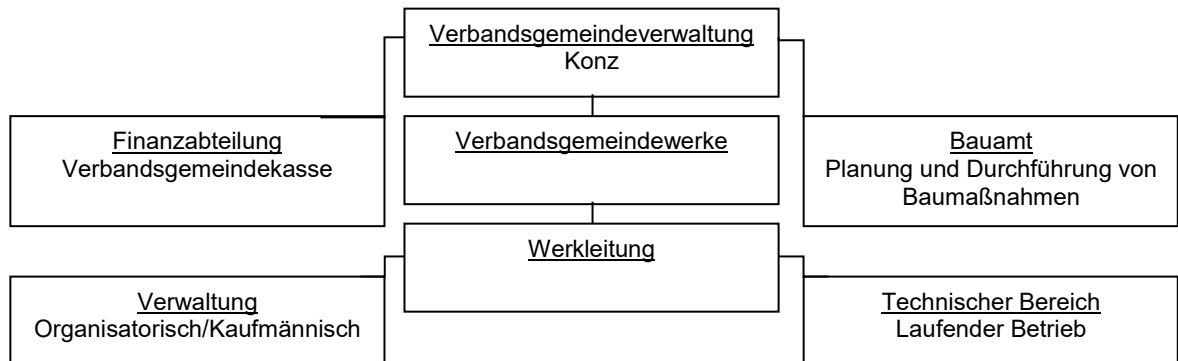 Verbandsgemeindeverwaltung
Konz
Finanzabteilung
Verbandsgemeindekasse
Verbandsgemeindewerke
Bauamt
Planung und Durchführung von
Baumaßnahmen
Werkleitung
Verwaltung
Organisatorisch/Kaufmännisch
Technischer Bereich
Laufender Betrieb